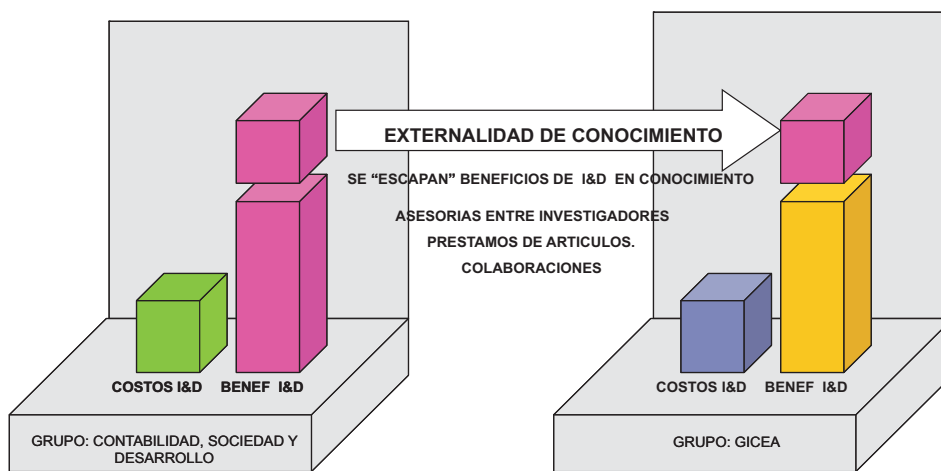 EXTERNALIDAD DE CONOCIMIENTO
SE “ESCAPAN” BENEFICIOS DE I&D EN CONOCIMIENTO
ASESORIAS ENTRE INVESTIGADORES
PRESTAMOS DE ARTICULOS.
COLABORACIONES
COSTOS I&D BENEF I&D
GRUPO: CONTABILIDAD, SOCIEDAD Y
DESARROLLO
COSTOS I&D BENEF I&D
GRUPO: GICEA